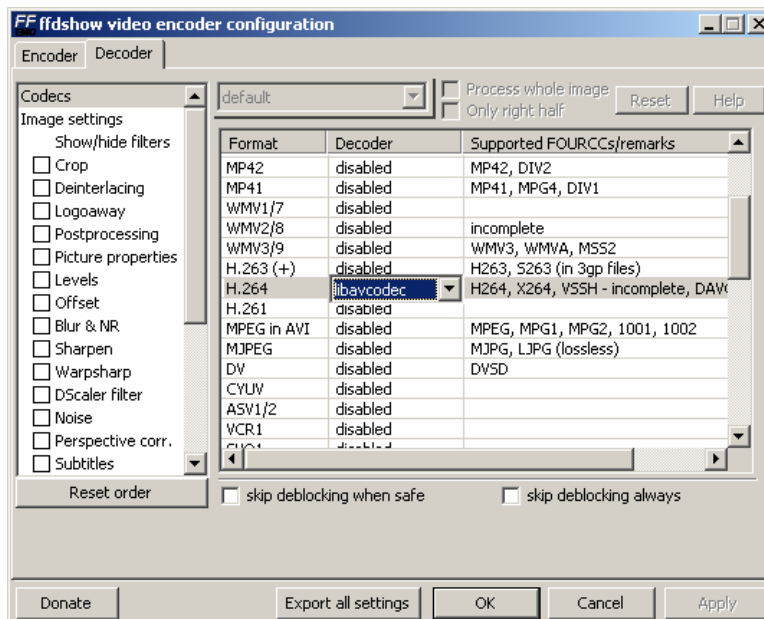 FF ffdshow video encoder configuration
Encoder Decoder
Codecs
Image settings
Show/hide filters
Crop
Deinterlacing
Logoaway
Postprocessing
Picture properties
Levels
Offset
Blur & NR
Sharpen
Warpsharp
DScaler filter
Noise
Perspective corr.
Subtitles
Reset order
default
Process whole image
Only right half
Reset Help
Format Decoder Supported FOURCCs/remarks
MP42 disabled MP42, DIV2
MP41 disabled MP41, MPG4, DIV1
WMV1/7 disabled
WMV2/8 disabled incomplete
WMV3/9 disabled WMV3, WMVA, MSS2
H.263 (+) disabled H263, S263 (in 3gp files)
H.264 libavcodec H264, X264, VSSH - incomplete,
H.261 disabled
MPEG in AVI disabled MPEG, MPG1, MPG2, 1001, 1002
MJPEG disabled MJPG, LJPG (lossless)
DV disabled DVSD
CYUV disabled
ASV1/2 disabled
VCR1 disabled
skip deblocking when safe skip deblocking always
Donate Export all settings OK Cancel Apply